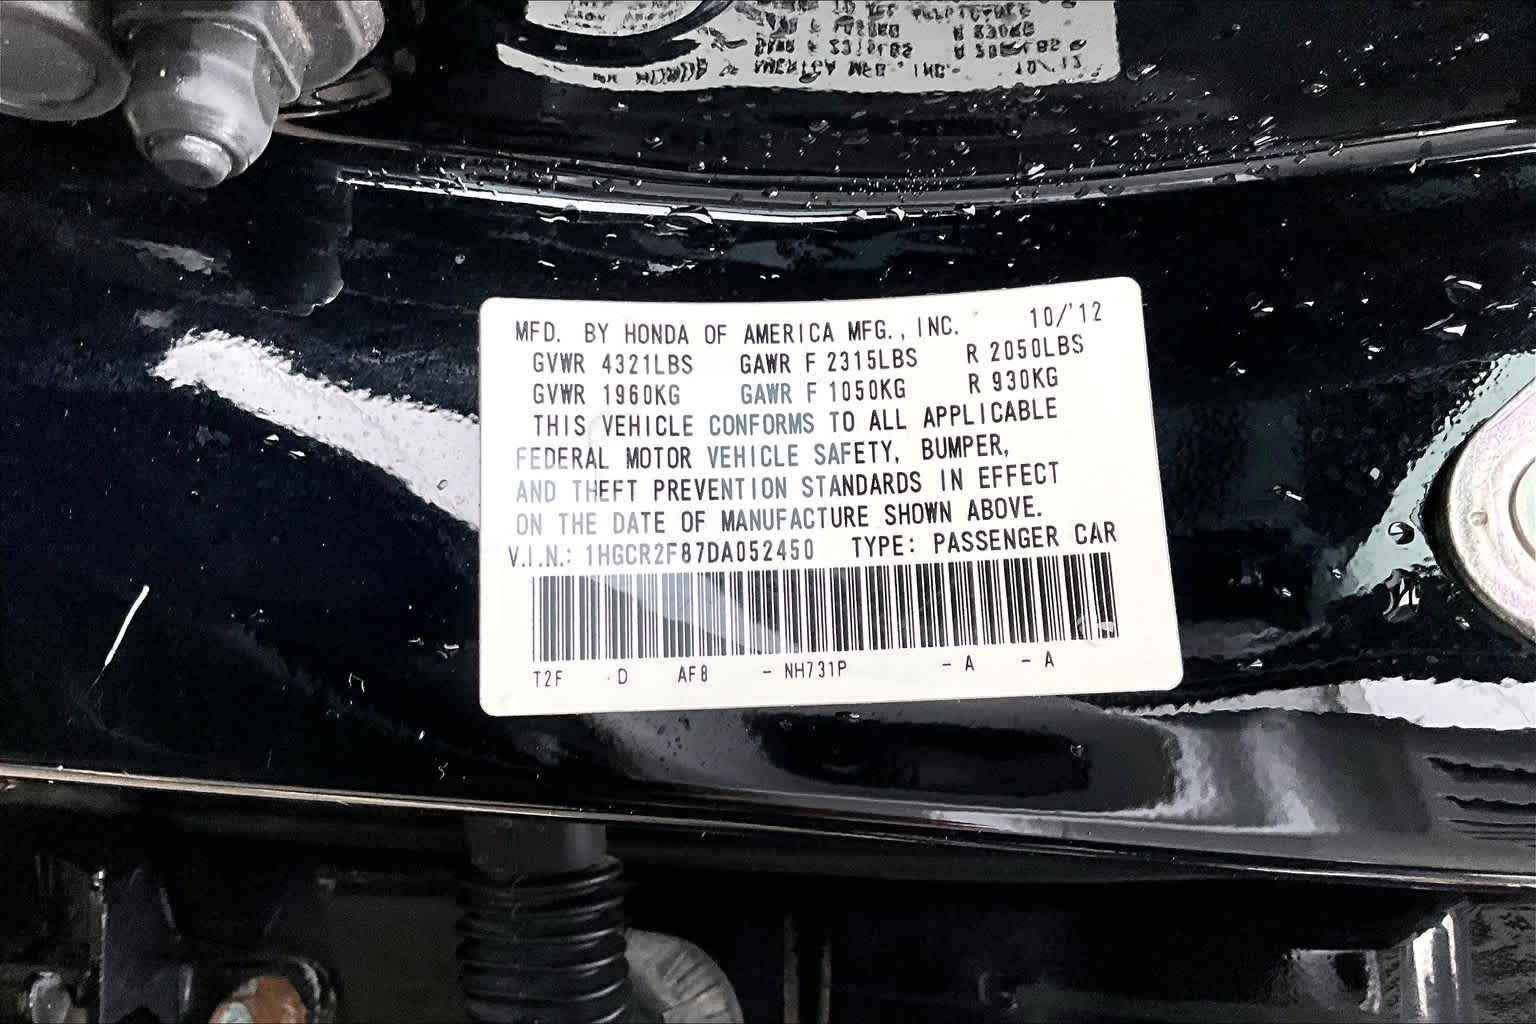 MFD. BY HONDA OF AMERICA MFG., INC. 10/'12
GVWR 4321LBS GAWR F 2315LBS R 2050LBS
GVWR 1960KG GAWR F 1050KG R 930KG
THIS VEHICLE CONFORMS TO ALL APPLICABLE
FEDERAL MOTOR VEHICLE SAFETY, BUMPER,
AND THEFT PREVENTION STANDARDS IN EFFECT
ON THE DATE OF MANUFACTURE SHOWN ABOVE.
V.I.N.: 1HGCR2F87DA052450 TYPE: PASSENGER CAR
T2F D AF8 - NH731P - A - A